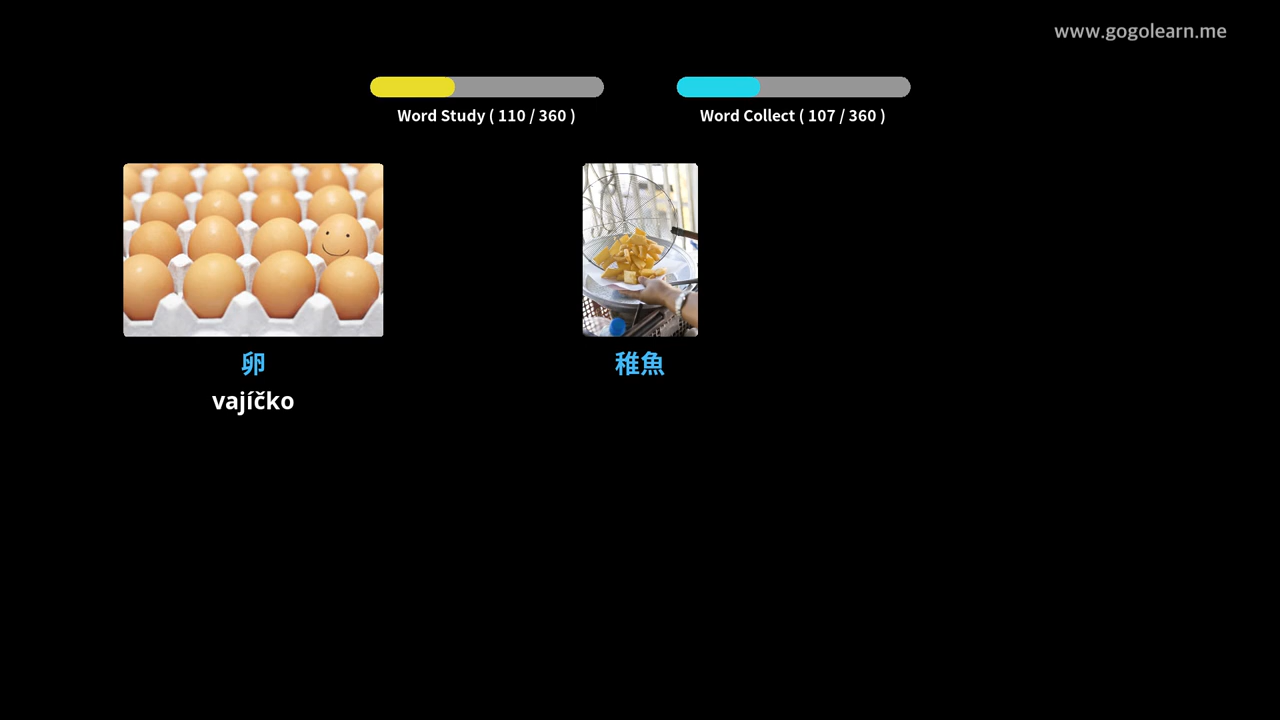 www.gogolearn.me
Word Study ( 110 / 360 )
Word Collect ( 107 / 360 )
卵
vajíčko
稚魚